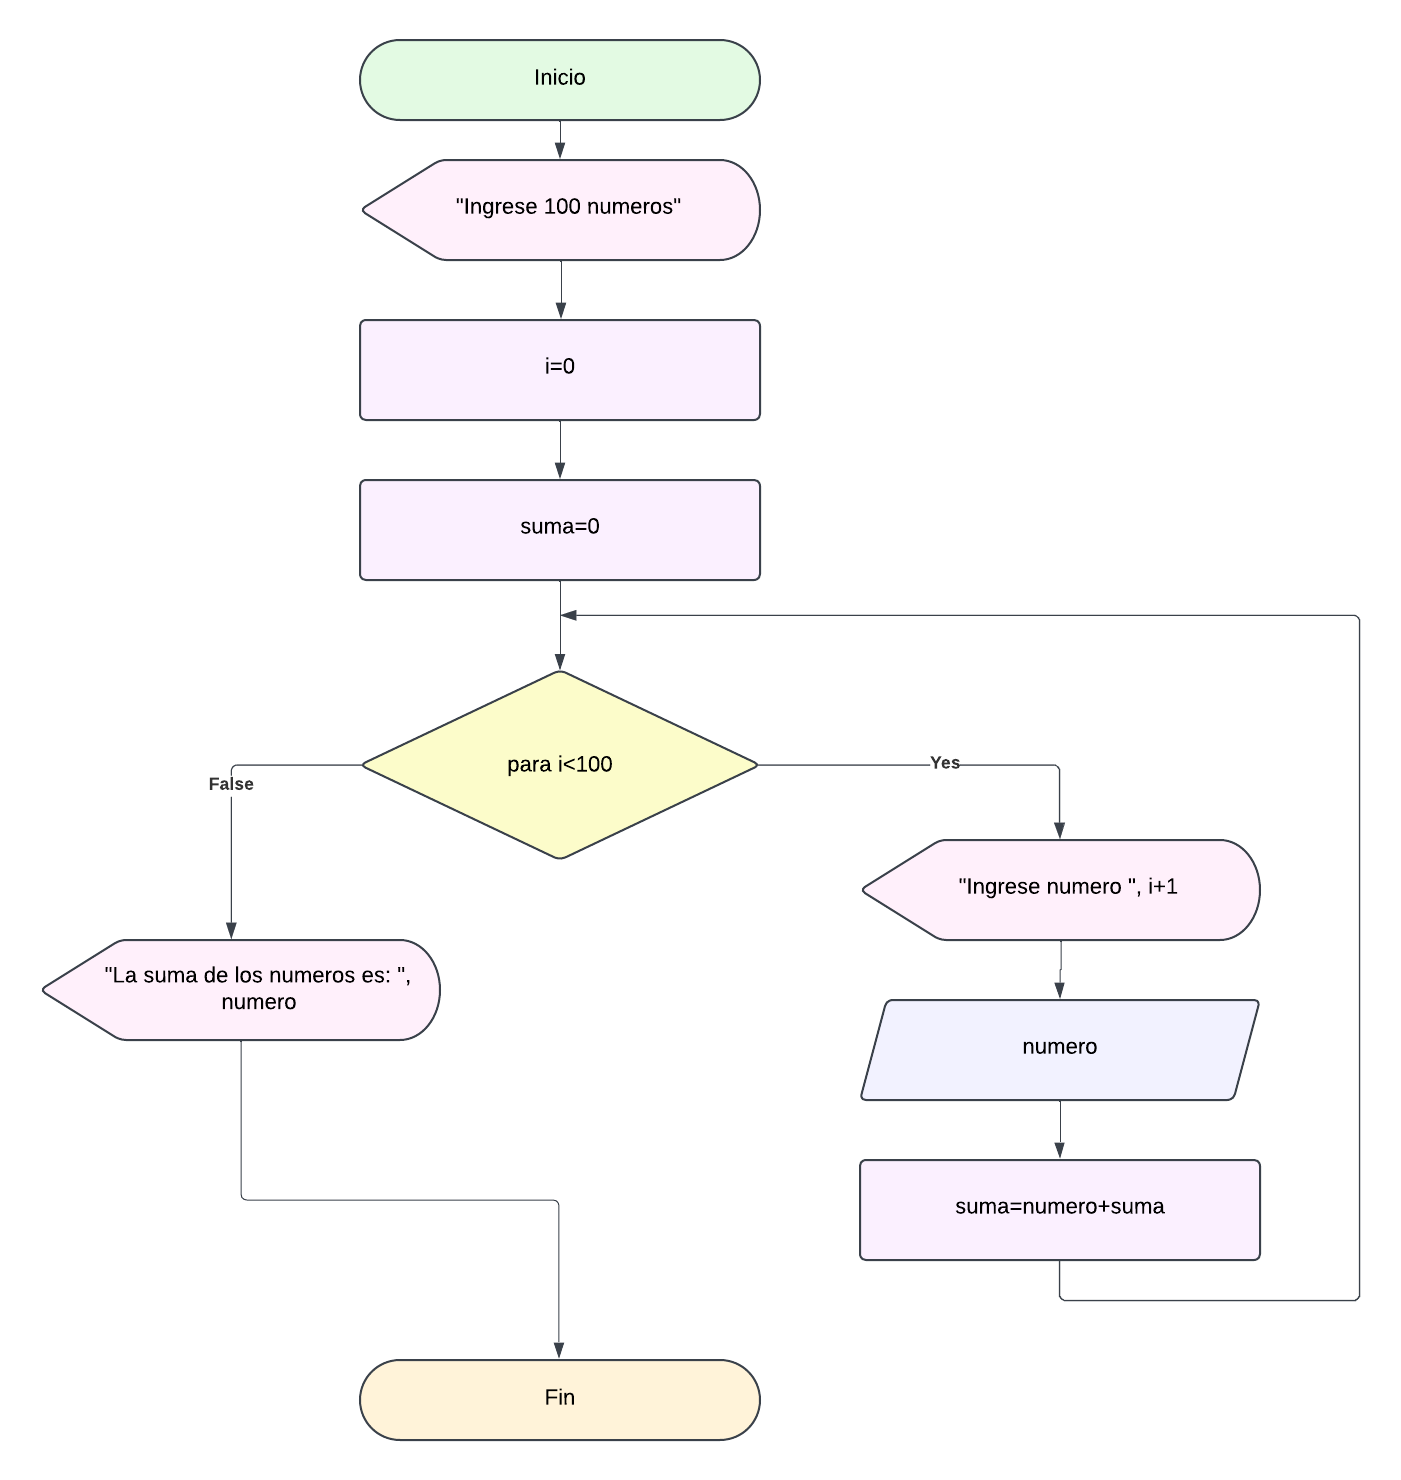 Inicio
"Ingrese 100 numeros"
i=0
suma=0
para i<100
False
Yes
"La suma de los numeros es: ",
numero
"Ingrese numero ", i+1
numero
suma=numero+suma
Fin